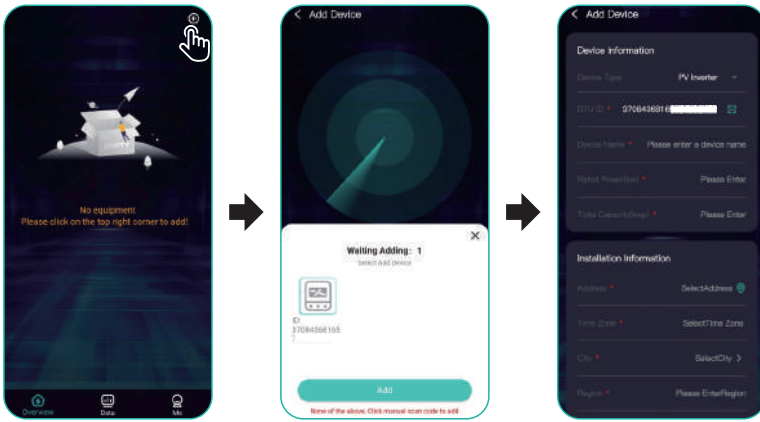 No equipment
Please click on the top right corner to add!
Overview
Data
Me
Add Device
Waiting Adding: 1
Select Add Device
ID:
Add
None of the above, Click manual scan code to add
Add Device
Device Information
Device Type PV Inverter
DTU ID *
Device Name * Please enter a device name
Rated Power(kw) * Please Enter
Total Capacity(kw) * Please Enter
Installation Information
Address * SelectAddress
Time Zone * SelectTime Zone
City * SelectCity >
Region * Please EnterRegion